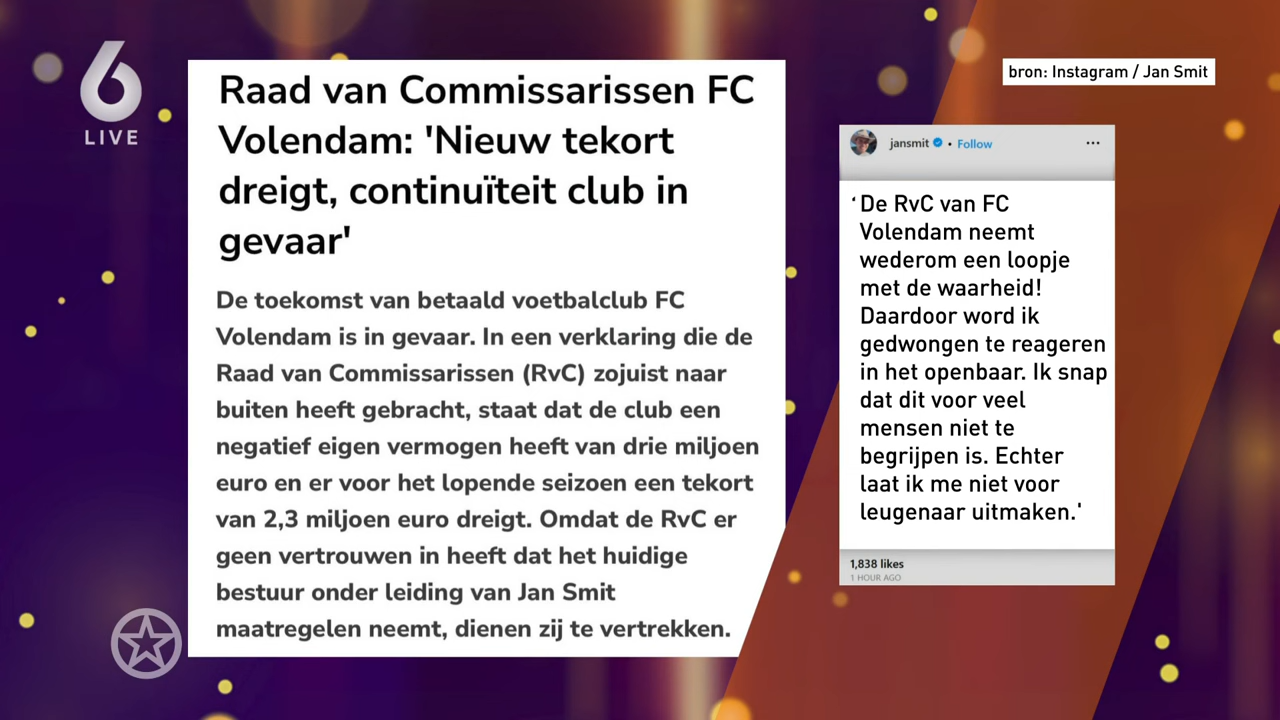 6
LIVE
Raad van Commissarissen FC
Volendam: 'Nieuw tekort
dreigt, continuïteit club in
gevaar'
De toekomst van betaald voetbalclub FC
Volendam is in gevaar. In een verklaring die de
Raad van Commissarissen (RvC) zojuist naar
buiten heeft gebracht, staat dat de club een
negatief eigen vermogen heeft van drie miljoen
euro en er voor het lopende seizoen een tekort
van 2,3 miljoen euro dreigt. Omdat de RvC er
geen vertrouwen in heeft dat het huidige
bestuur onder leiding van Jan Smit
maatregelen neemt, dienen zij te vertrekken.
bron: Instagram / Jan Smit
jansmit • Follow ...
‘De RvC van FC
Volendam neemt
wederom een loopje
met de waarheid!
Daardoor word ik
gedwongen te reageren
in het openbaar. Ik snap
dat dit voor veel
mensen niet te
begrijpen is. Echter
laat ik me niet voor
leugenaar uitmaken.'
1,838 likes
1 HOUR AGO